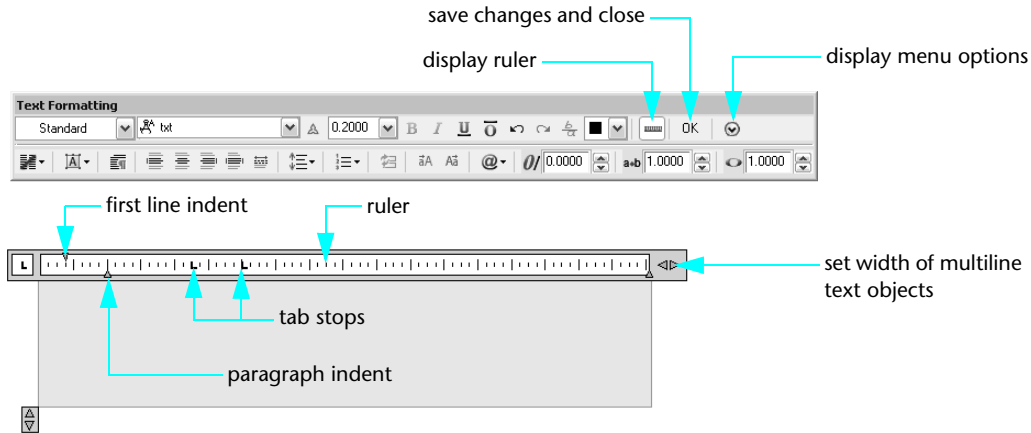 save changes and close
display ruler
display menu options
Text Formatting
Standard txt 0.2000 B I U O OK
@ 0/ 0.0000 a•b 1.0000 1.0000
first line indent
ruler
L
set width of multiline
text objects
tab stops
paragraph indent